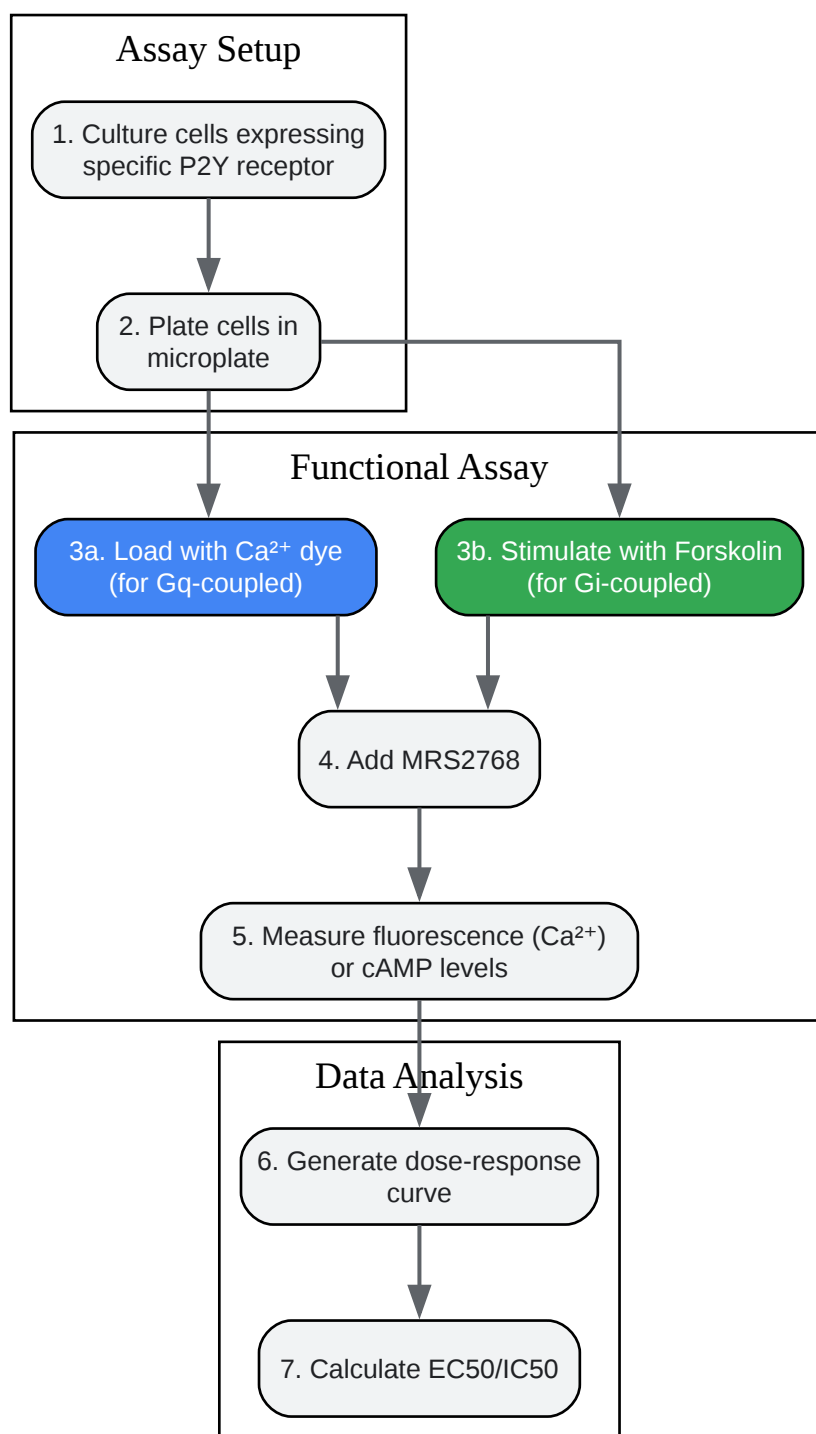 Assay Setup
1. Culture cells expressing
specific P2Y receptor
2. Plate cells in
microplate
Functional Assay
3a. Load with Ca²⁺ dye
(for Gq-coupled)
3b. Stimulate with Forskolin
(for Gi-coupled)
4. Add MRS2768
5. Measure fluorescence (Ca²⁺)
or cAMP levels
Data Analysis
6. Generate dose-response
curve
7. Calculate EC50/IC50